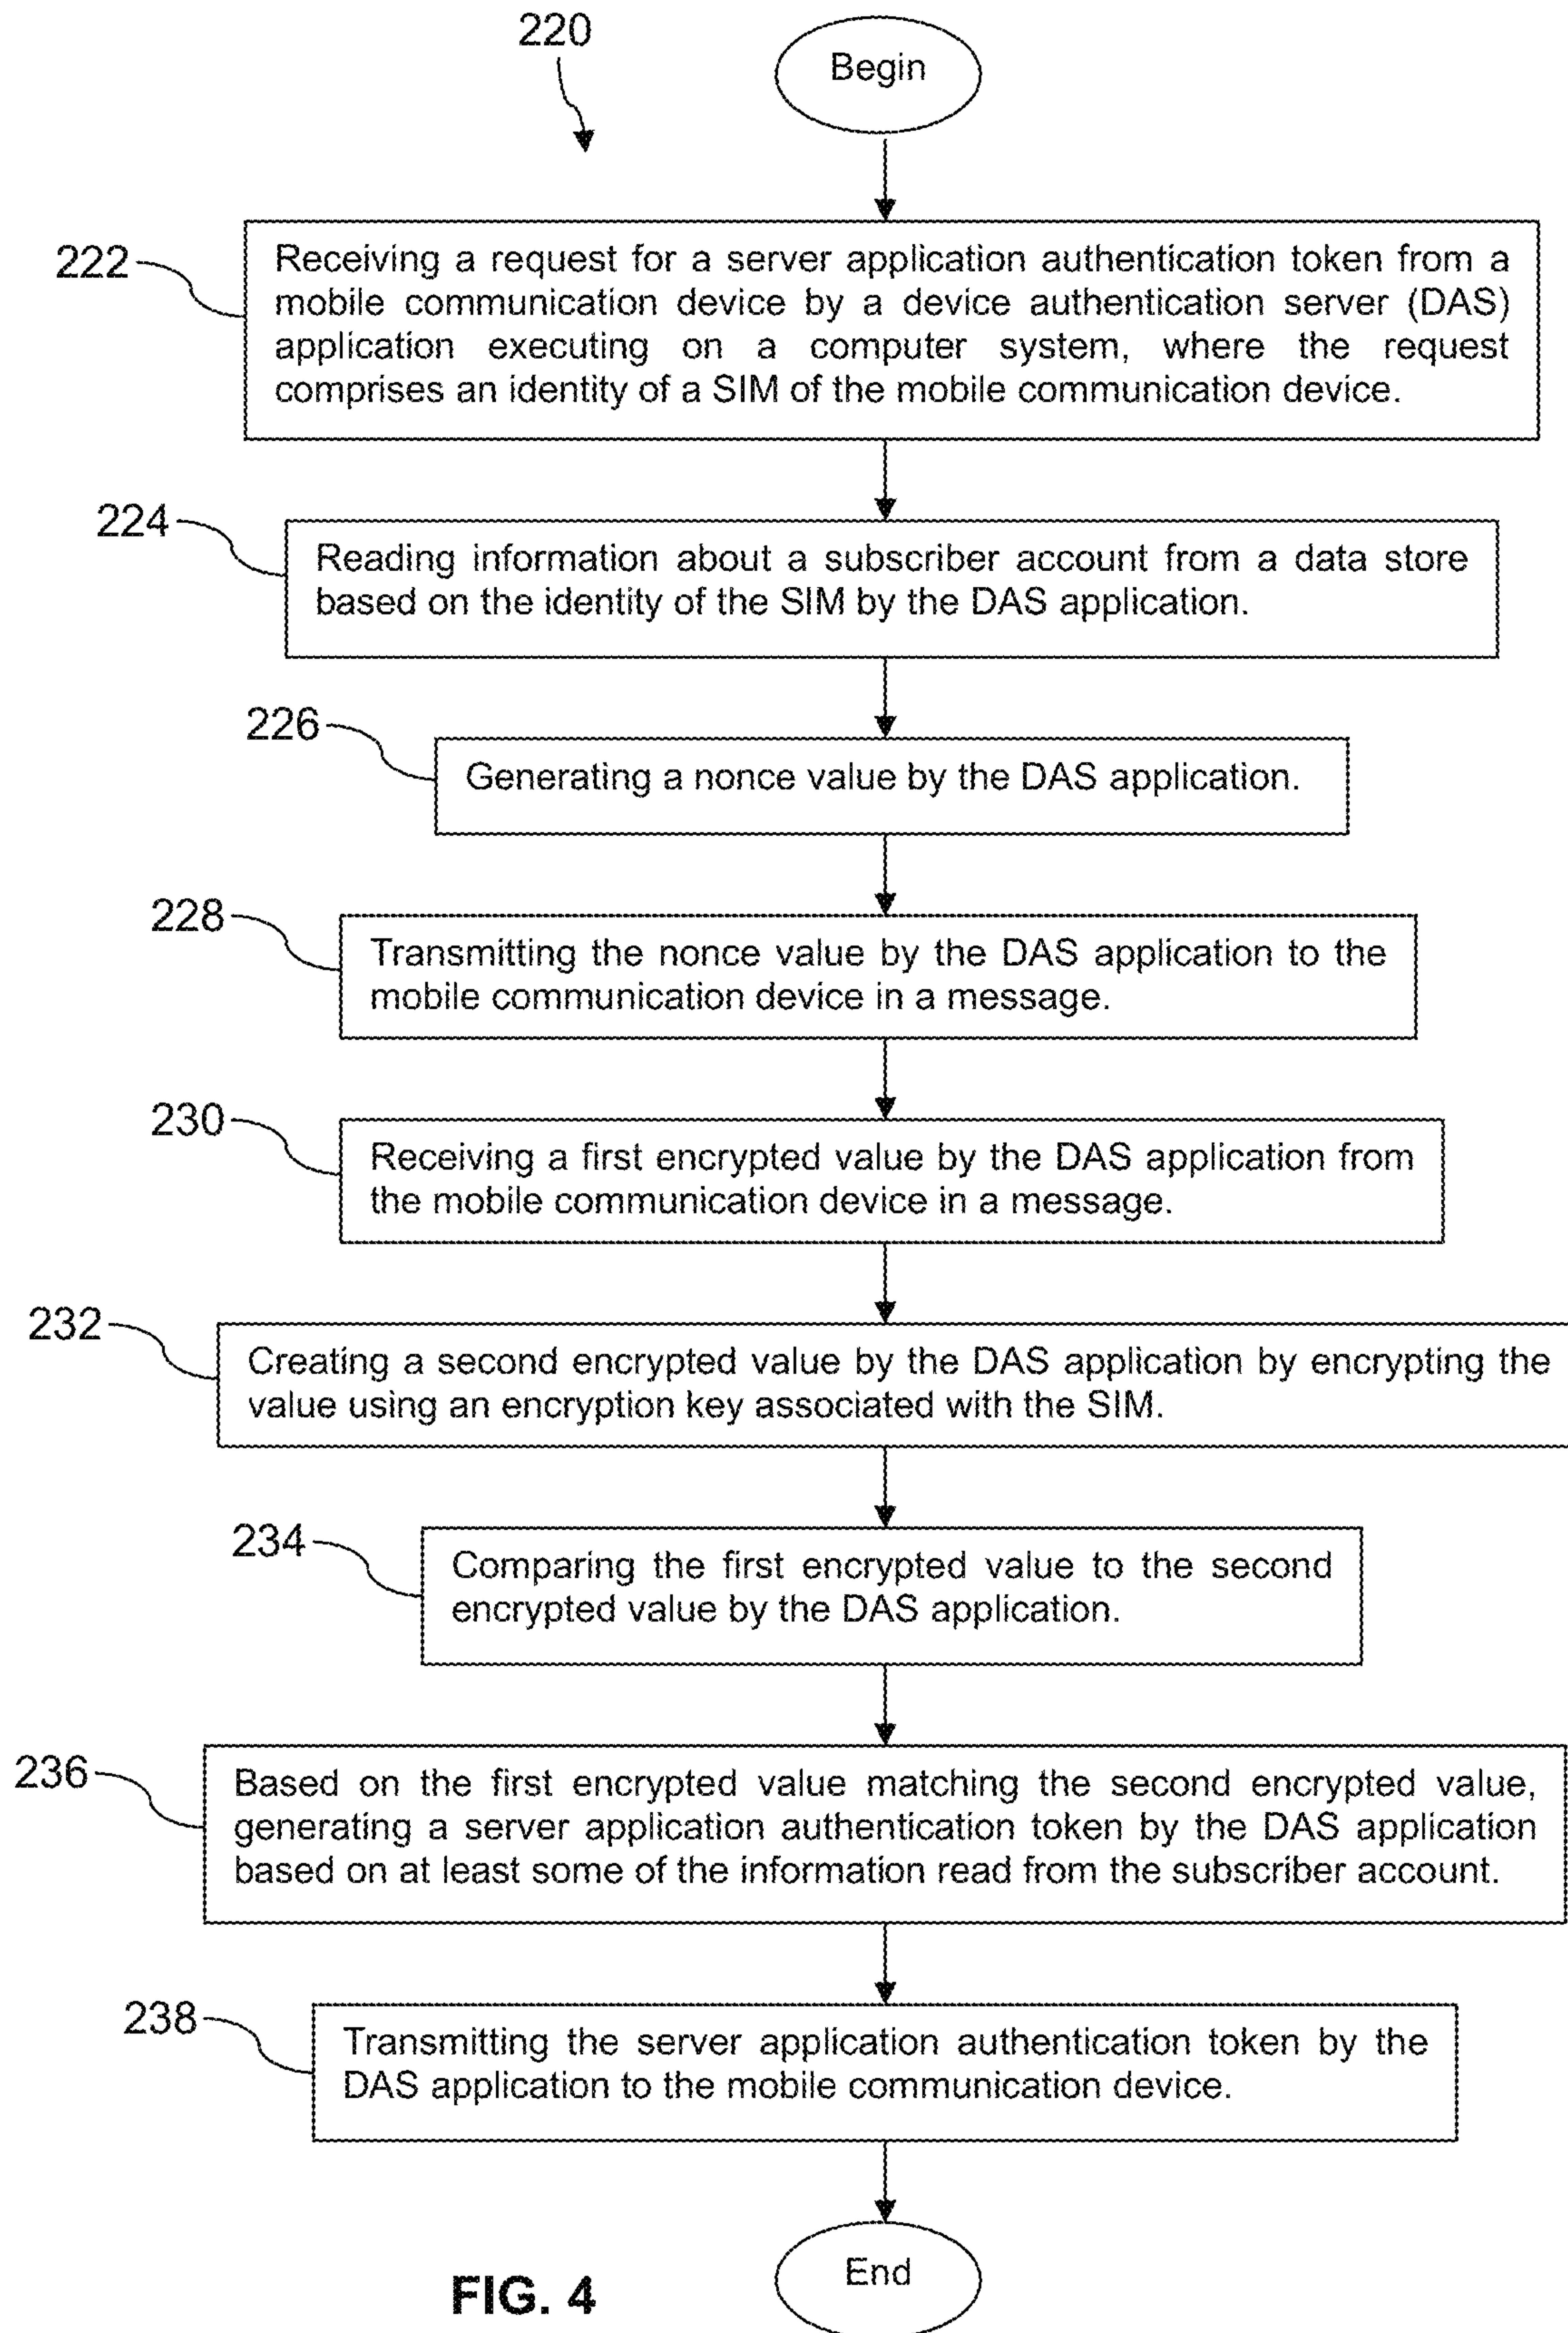 220
Begin
222
Receiving a request for a server application authentication token from a
mobile communication device by a device authentication server (DAS)
application executing on a computer system, where the request
comprises an identity of a SIM of the mobile communication device.
224
Reading information about a subscriber account from a data store
based on the identity of the SIM by the DAS application.
226
Generating a nonce value by the DAS application.
228
Transmitting the nonce value by the DAS application to the
mobile communication device in a message.
230
Receiving a first encrypted value by the DAS application from
the mobile communication device in a message.
232
Creating a second encrypted value by the DAS application by encrypting the
value using an encryption key associated with the SIM.
234
Comparing the first encrypted value to the second
encrypted value by the DAS application.
236
Based on the first encrypted value matching the second encrypted value,
generating a server application authentication token by the DAS application
based on at least some of the information read from the subscriber account.
238
Transmitting the server application authentication token by the
DAS application to the mobile communication device.
End
FIG. 4